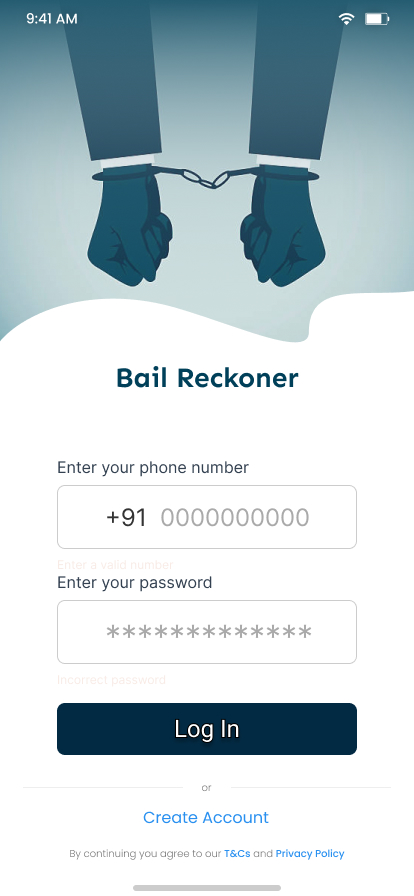 9:41 AM
Bail Reckoner
Enter your phone number
+91 0000000000
Enter a valid number
Enter your password
*************
Incorrect password
Log In
or
Create Account
By continuing you agree to our T&Cs and Privacy Policy